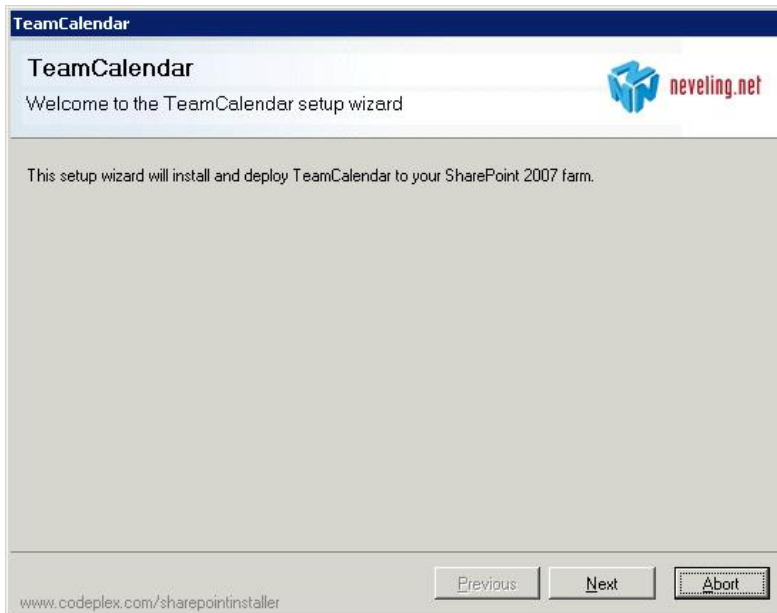 TeamCalendar
TeamCalendar
Welcome to the TeamCalendar setup wizard
neveling.net
This setup wizard will install and deploy TeamCalendar to your SharePoint 2007 farm.
Previous
Next
Abort
www.codeplex.com/sharepointinstaller